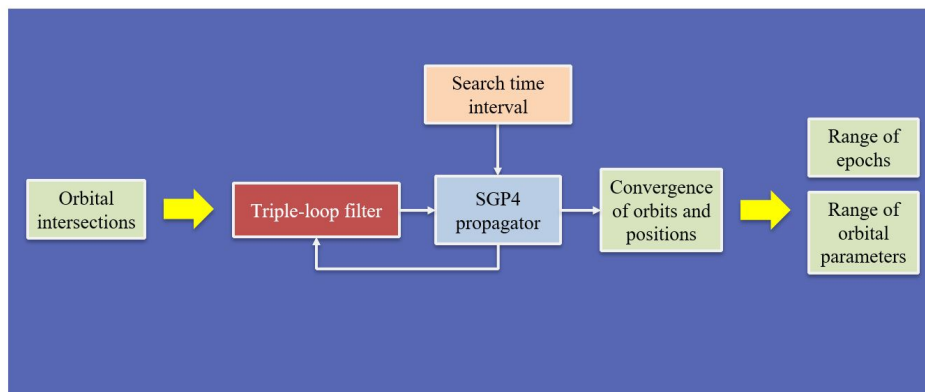 Orbital
intersections
Triple-loop filter
Search time
interval
SGP4
propagator
Convergence
of orbits and
positions
Range of
epochs
Range of
orbital
parameters